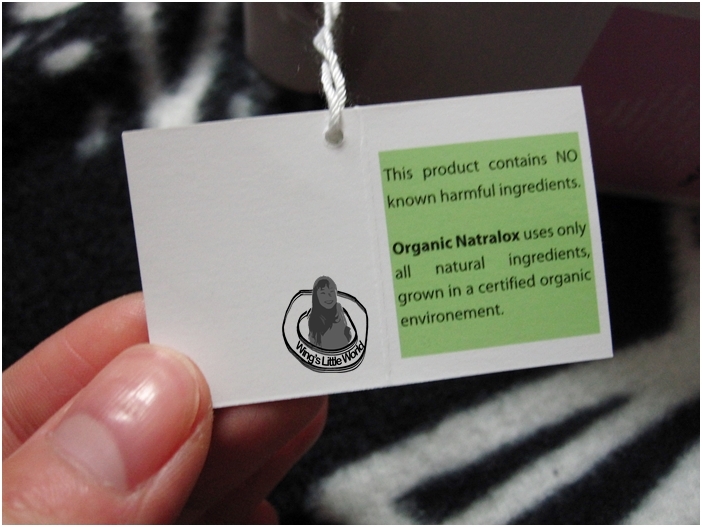 This product contains NO
known harmful ingredients.
Organic Natralox uses only
all natural ingredients,
grown in a certified organic
environement.
Wing's Little World